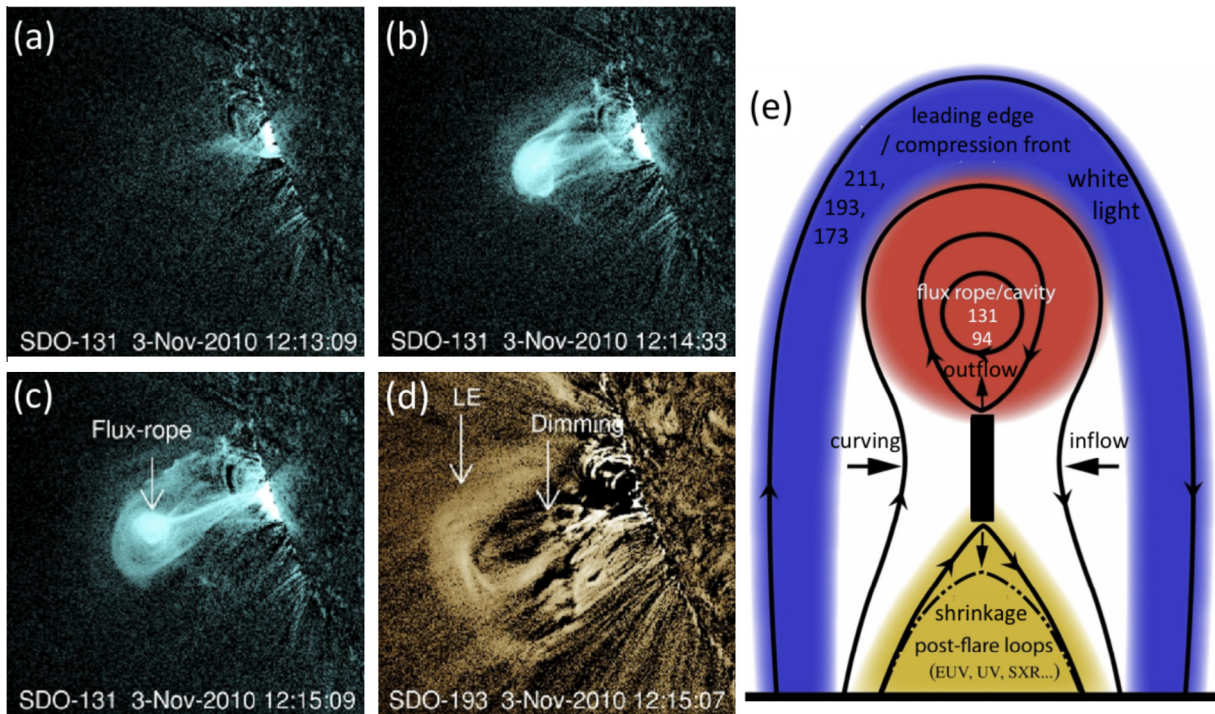 (a)
SDO-131 3-Nov-2010 12:13:09
(b)
SDO-131 3-Nov-2010 12:14:33
(c)
Flux-rope
SDO-131 3-Nov-2010 12:15:09
(d)
LE
Dimming
SDO-193 3-Nov-2010 12:15:07
(e)
leading edge
/ compression front
211,
193,
173
white
light
flux rope/cavity
131
94
outflow
curving
inflow
shrinkage
post-flare loops
(EUV, UV, SXR...)